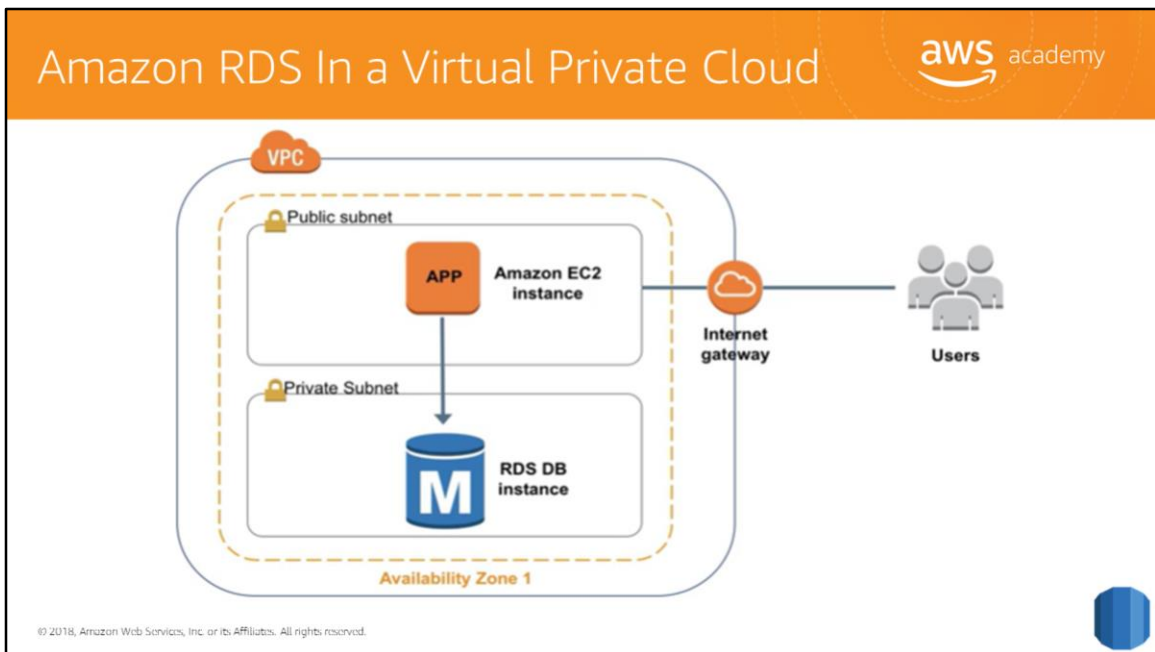 Amazon RDS In a Virtual Private Cloud
aws academy
VPC
Public subnet
APP
Amazon EC2
instance
Internet
gateway
Users
Private Subnet
M
RDS DB
instance
Availability Zone 1
© 2018, Amazon Web Services, Inc. or its Affiliates. All rights reserved.